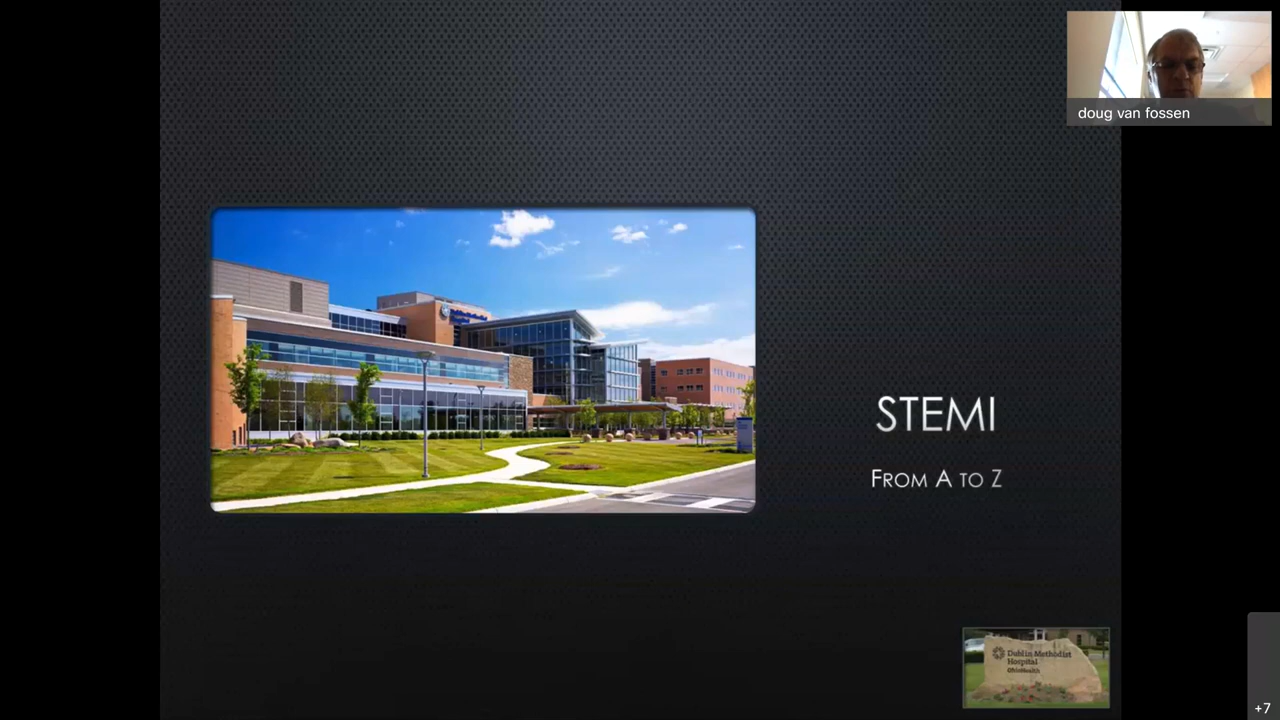 doug van fossen
STEMI
FROM A TO Z
Dublin Methodist
Hospital
OhioHealth
+7